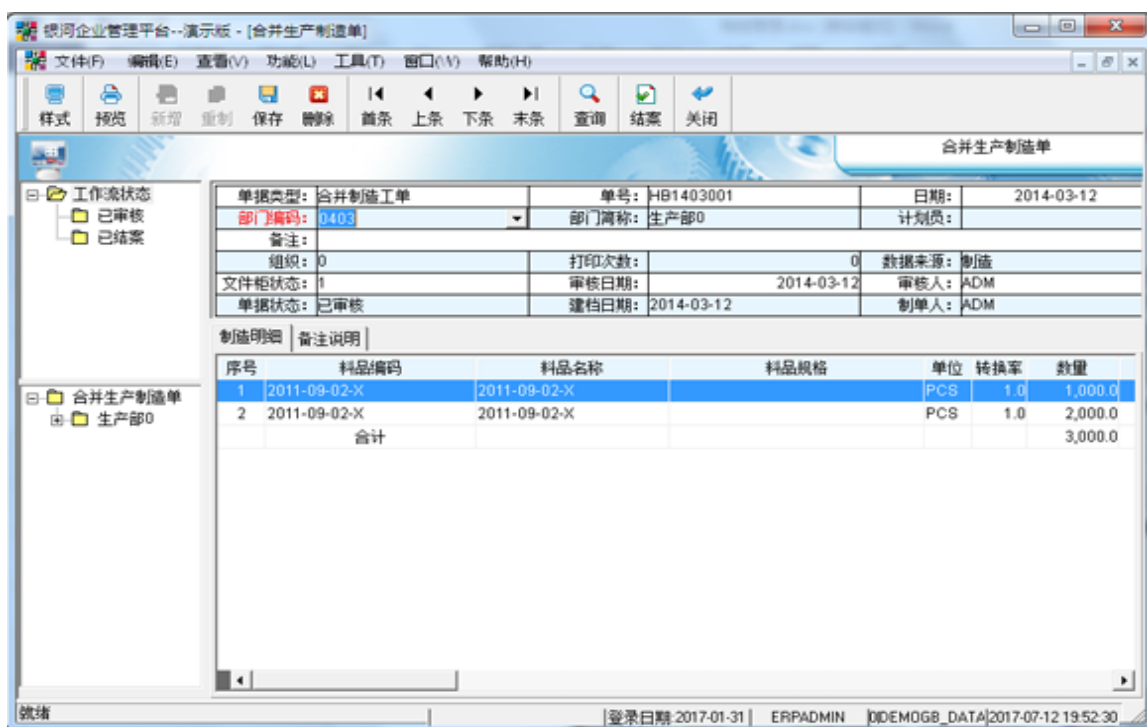 银河企业管理平台--演示版 - [合并生产制造单]
文件(F) 编辑(E) 查看(V) 功能(L) 工具(T) 窗口(W) 帮助(H)
样式 预览 新增 重制 保存 删除 首条 上条 下条 末条 查询 结案 关闭
合并生产制造单
工作流状态
已审核
已结案
合并生产制造单
生产部0
单据类型: 合并制造工单 单号: HB1403001 日期: 2014-03-12
部门编码: 0403 部门简称: 生产部0 计划员:
备注:
组织: 0 打印次数: 0 数据来源: 制造
文件柜状态: 1 审核日期: 2014-03-12 审核人: ADM
单据状态: 已审核 建档日期: 2014-03-12 制单人: ADM
制造明细 备注说明
序号 料品编码 料品名称 料品规格 单位 转换率 数量
1 2011-09-02-X 2011-09-02-X PCS 1.0 1,000.0
2 2011-09-02-X 2011-09-02-X PCS 1.0 2,000.0
合计 3,000.0
就绪 登录日期:2017-01-31 ERPADMIN 0|DEMOGB_DATA 2017-07-12 19:52:30